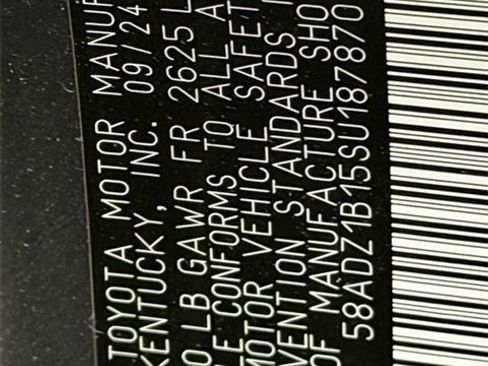 TOYOTA MOTOR MANUF
KENTUCKY, INC. 09/24
LB GAWR FR 2625 L
LE CONFORMS TO ALL A
MOTOR VEHICLE SAFET
VENTION STANDARDS
OF MANUFACTURE SHO
58ADZ1B15SU187870